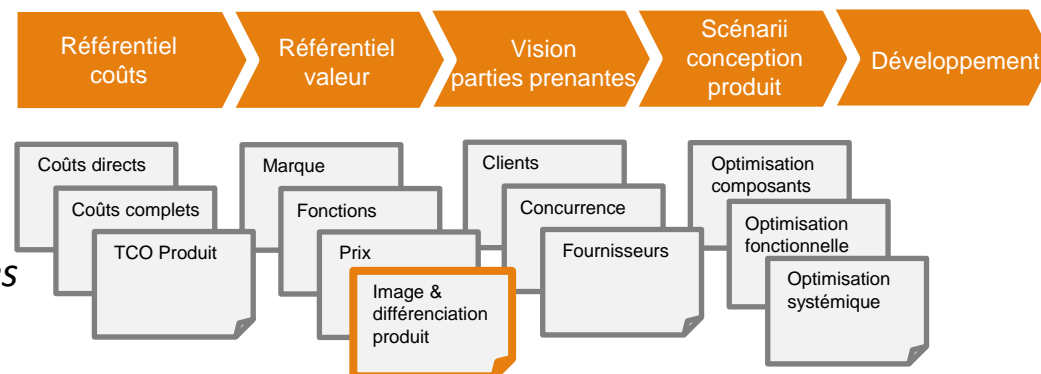 Référentiel
coûts
Référentiel
valeur
Vision
parties prenantes
Scénarii
conception
produit
Développement
Coûts directs
Coûts complets
TCO Produit
Marque
Fonctions
Prix
Image &
différenciation
produit
Clients
Concurrence
Fournisseurs
Optimisation
composants
Optimisation
fonctionnelle
Optimisation
systémique